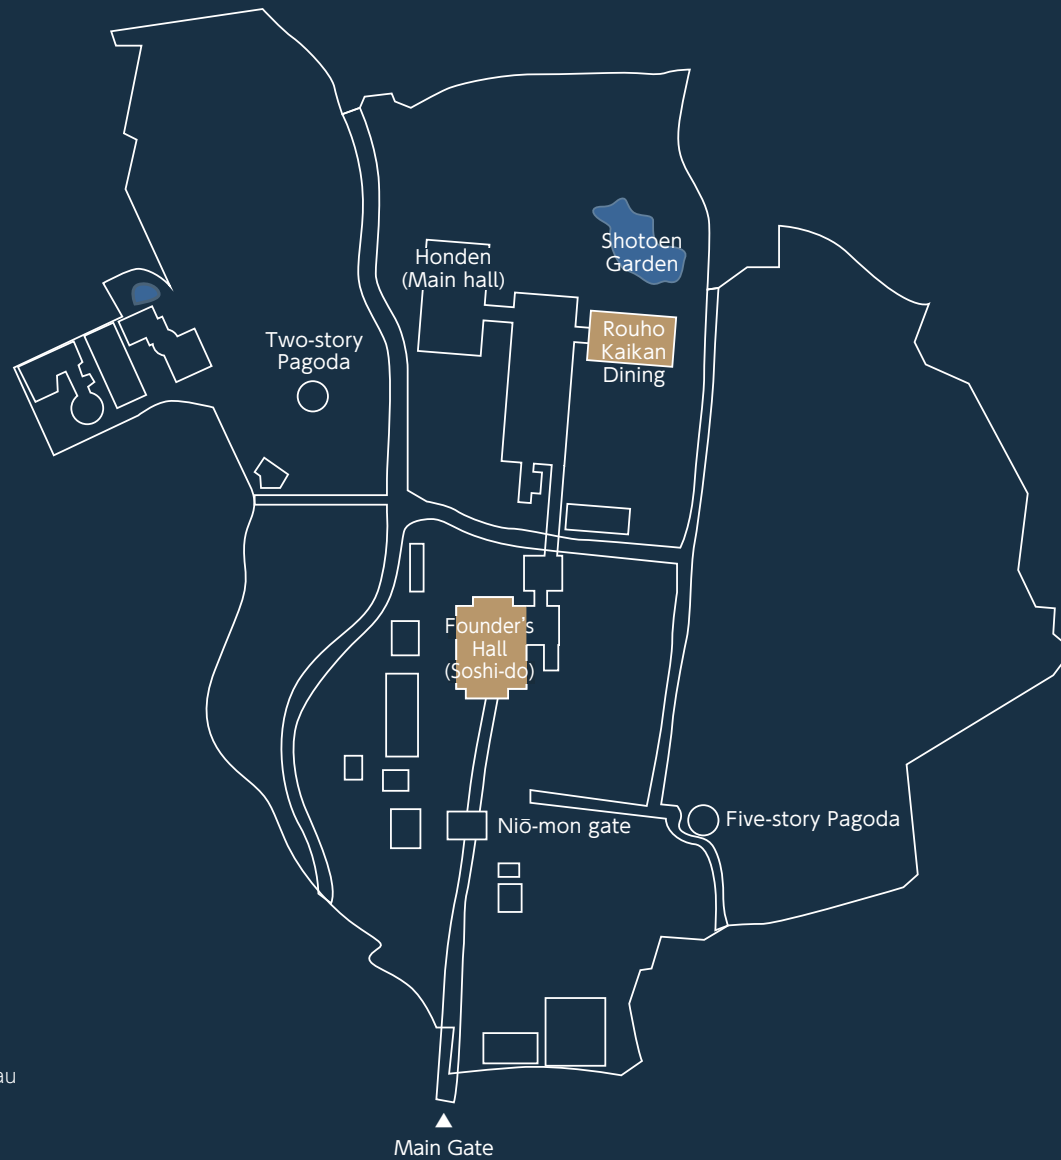 Shotoen
Garden
Honden
(Main hall)
Rouho
Kaikan
Dining
Two-story
Pagoda
Founder's
Hall
(Soshi-do)
Niō-mon gate
Five-story Pagoda
au
Main Gate